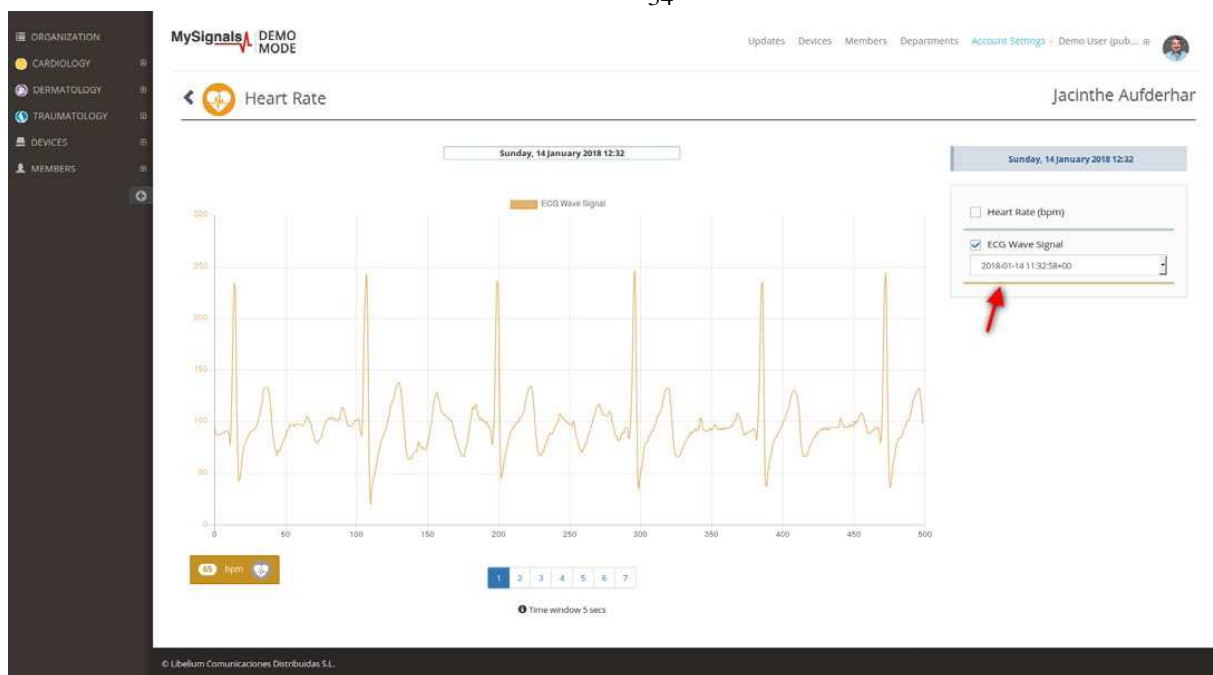 34
ORGANIZATION
CARDIOLOGY
DERMATOLOGY
TRAUMATOLOGY
DEVICES
MEMBERS
MySignals DEMO MODE
Updates Devices Members Departments Account Settings Demo User (pub...
Heart Rate
Jacinthe Aufderhar
Sunday, 14 January 2018 12:32
ECG Wave Signal
300
250
200
150
100
50
0
0 50 100 150 200 250 300 350 400 450 500
65 bpm
1 2 3 4 5 6 7
Time window 5 secs
Sunday, 14 January 2018 12:32
Heart Rate (bpm)
ECG Wave Signal
2018-01-14 11:32:58+00
© Libelium Comunicaciones Distribuidas S.L.